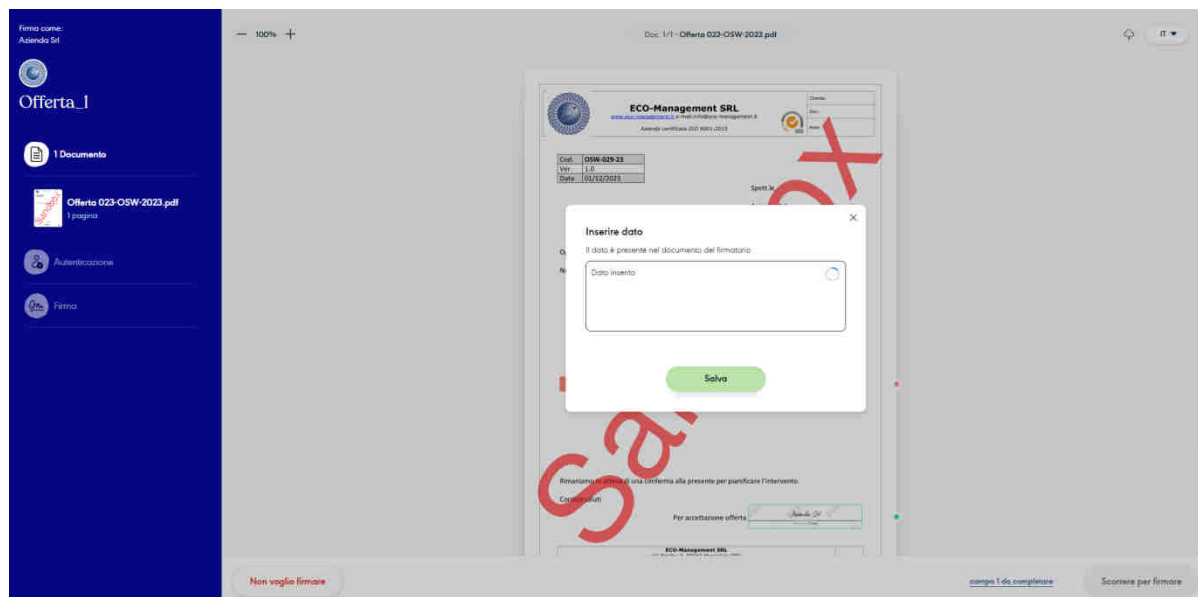 Firma come:
Azienda Srl
Offerta_1
1 Documento
Offerta 023-OSW-2023.pdf
1 pagina
Autenticazione
Firma
100%
Doc 1/1 - Offerta 023-OSW-2023.pdf
IT
ECO-Management SRL
Azienda certificata ISO 9001:2015
Cod. OSW-029-23
Ver 1.0
Data 01/12/2023
Spett.le
Inserire dato
Il dato è presente nel documento del firmatario
Dato inserito
Salva
Rimaniamo in attesa di una conferma alla presente per pianificare l'intervento.
Per accettazione offerta
Azienda Srl
ECO-Management SRL
Non voglio firmare
campo 1 da completare
Scorrere per firmare